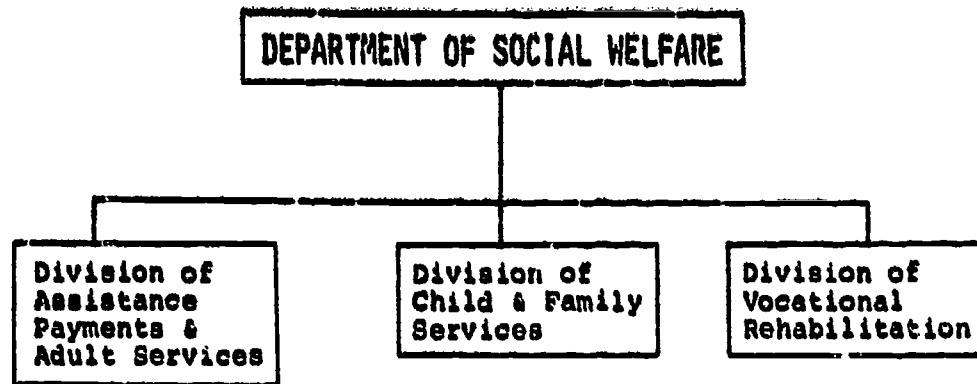 DEPARTMENT OF SOCIAL WELFARE
Division of
Assistance
Payments &
Adult Services
Division of
Child & Family
Services
Division of
Vocational
Rehabilitation